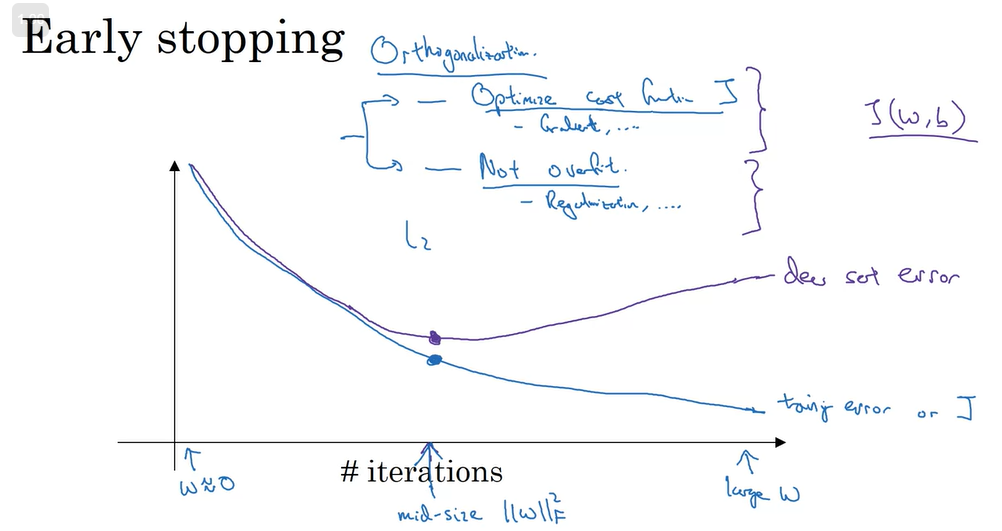 Early stopping
Orthogonalization.
— Optimize cost function J
- Gradient, ....
J(w,b)
— Not overfit.
- Regularization, ....
L2
dev set error
training error or J
# iterations
w≈0
large w
mid-size ||w||²F